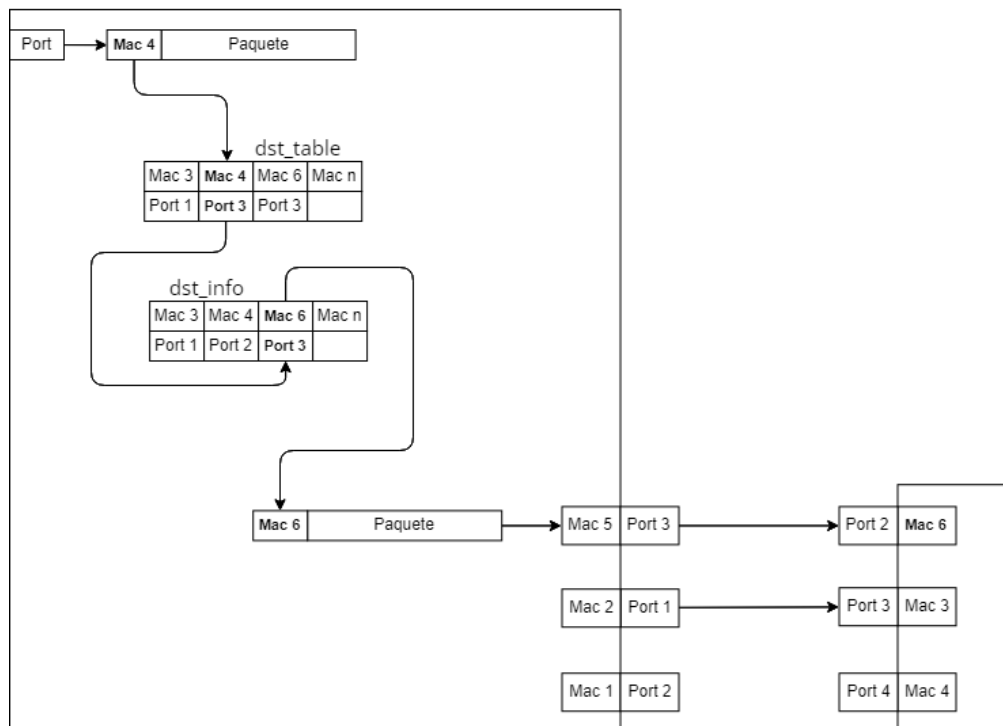 Port Mac 4 Paquete
dst_table
Mac 3 Mac 4 Mac 6 Mac n
Port 1 Port 3 Port 3
dst_info
Mac 3 Mac 4 Mac 6 Mac n
Port 1 Port 2 Port 3
Mac 6 Paquete Mac 5 Port 3 Port 2 Mac 6
Mac 2 Port 1 Port 3 Mac 3
Mac 1 Port 2 Port 4 Mac 4